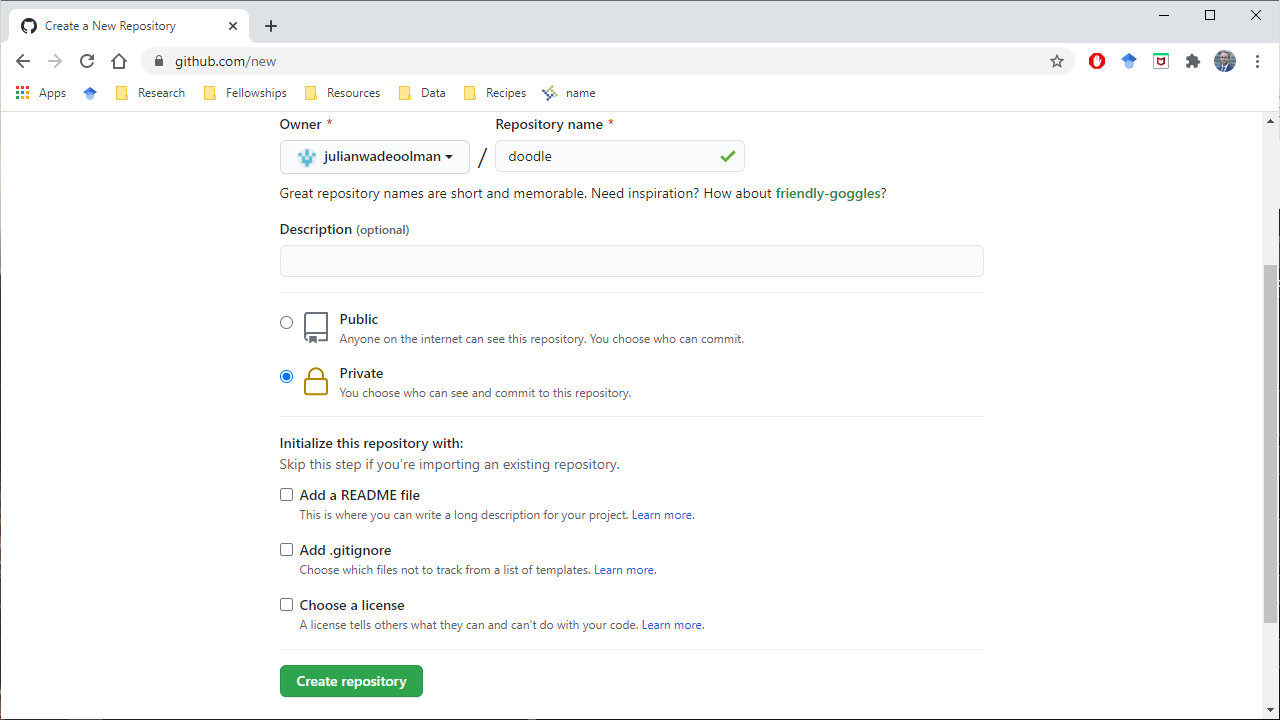 Create a New Repository
github.com/new
Apps Research Fellowships Resources Data Recipes name
Owner * Repository name *
julianwadeoolman / doodle
Great repository names are short and memorable. Need inspiration? How about friendly-goggles?
Description (optional)
Public
Anyone on the internet can see this repository. You choose who can commit.
Private
You choose who can see and commit to this repository.
Initialize this repository with:
Skip this step if you’re importing an existing repository.
Add a README file
This is where you can write a long description for your project. Learn more.
Add .gitignore
Choose which files not to track from a list of templates. Learn more.
Choose a license
A license tells others what they can and can't do with your code. Learn more.
Create repository